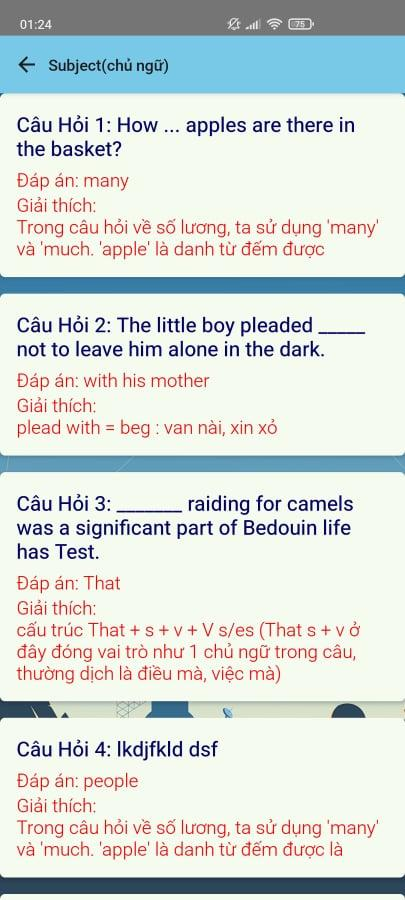 01:24
75
Subject(chủ ngữ)
Câu Hỏi 1: How ... apples are there in
the basket?
Đáp án: many
Giải thích:
Trong câu hỏi về số lương, ta sử dụng 'many'
và 'much. 'apple' là danh từ đếm được
Câu Hỏi 2: The little boy pleaded _____
not to leave him alone in the dark.
Đáp án: with his mother
Giải thích:
plead with = beg : van nài, xin xỏ
Câu Hỏi 3: _______ raiding for camels
was a significant part of Bedouin life
has Test.
Đáp án: That
Giải thích:
cấu trúc That + s + v + V s/es (That s + v ở
đây đóng vai trò như 1 chủ ngữ trong câu,
thường dịch là điều mà, việc mà)
Câu Hỏi 4: lkdjfkld dsf
Đáp án: people
Giải thích:
Trong câu hỏi về số lương, ta sử dụng 'many'
và 'much. 'apple' là danh từ đếm được là